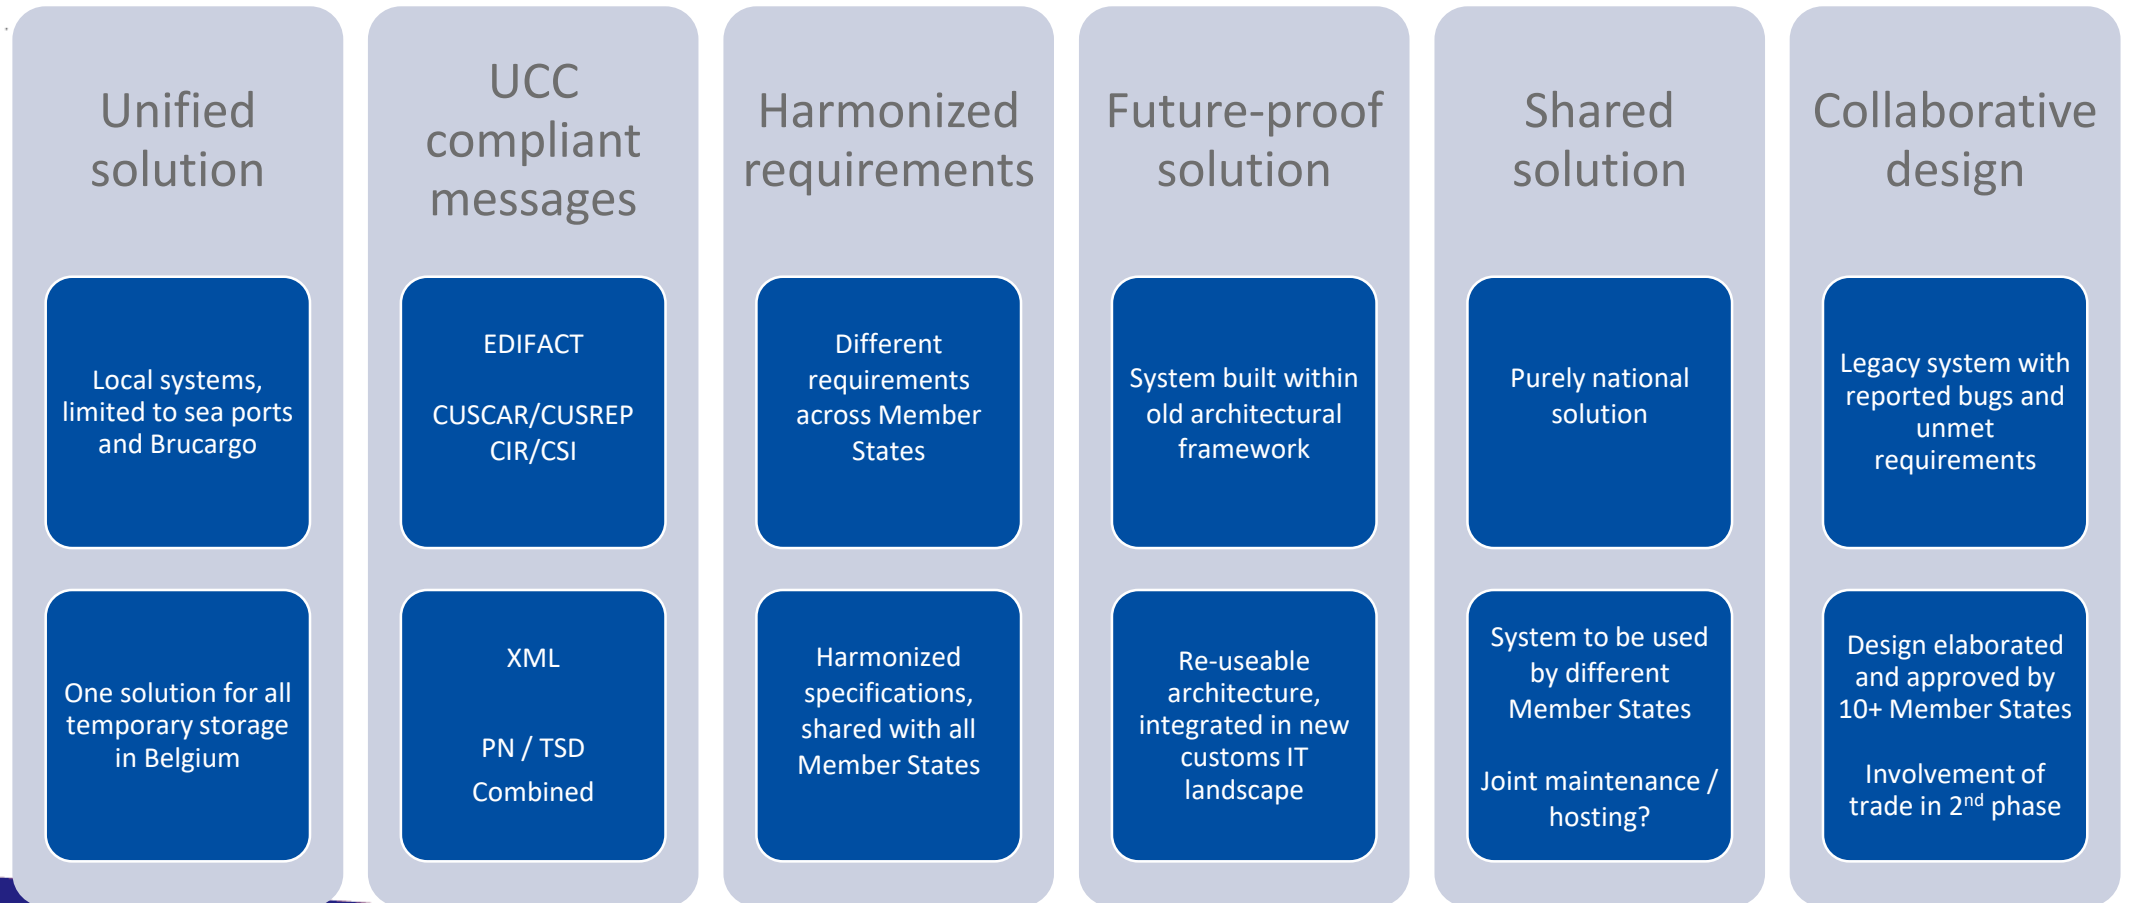 Unified
solution
Local systems,
limited to sea ports
and Brucargo
One solution for all
temporary storage
in Belgium
UCC
compliant
messages
EDIFACT
CUSCAR/CUSREP
CIR/CSI
XML
PN / TSD
Combined
Harmonized
requirements
Different
requirements
across Member
States
Harmonized
specifications,
shared with all
Member States
Future-proof
solution
System built within
old architectural
framework
Re-useable
architecture,
integrated in new
customs IT
landscape
Shared
solution
Purely national
solution
System to be used
by different
Member States
Joint maintenance /
hosting?
Collaborative
design
Legacy system with
reported bugs and
unmet
requirements
Design elaborated
and approved by
10+ Member States
Involvement of
trade in 2nd phase